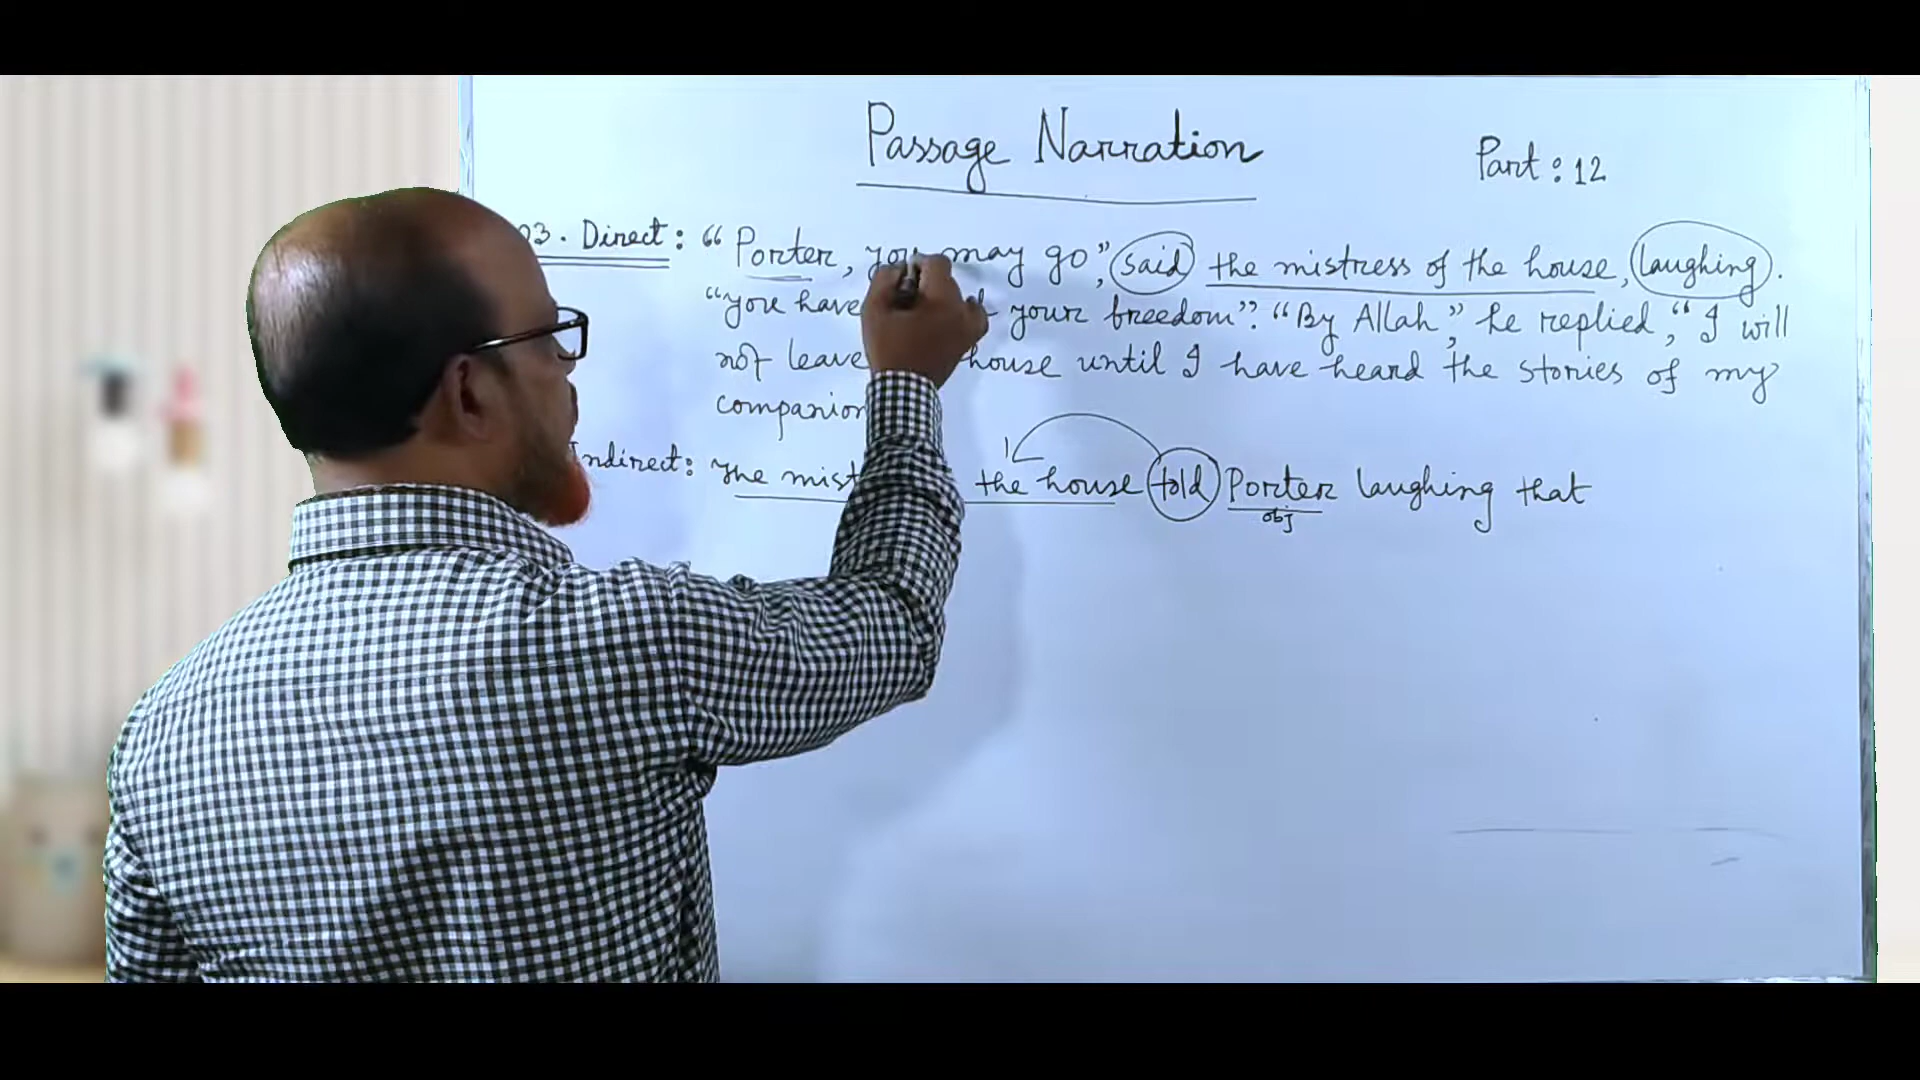 Passage Narration
Part : 12
03. Direct : “Porter, you may go”, said the mistress of the house, laughing.
“you have your freedom”. “By Allah”, he replied, “I will
not leave house until I have heard the stories of my
companion
Indirect: The the house told Porter laughing that
obj